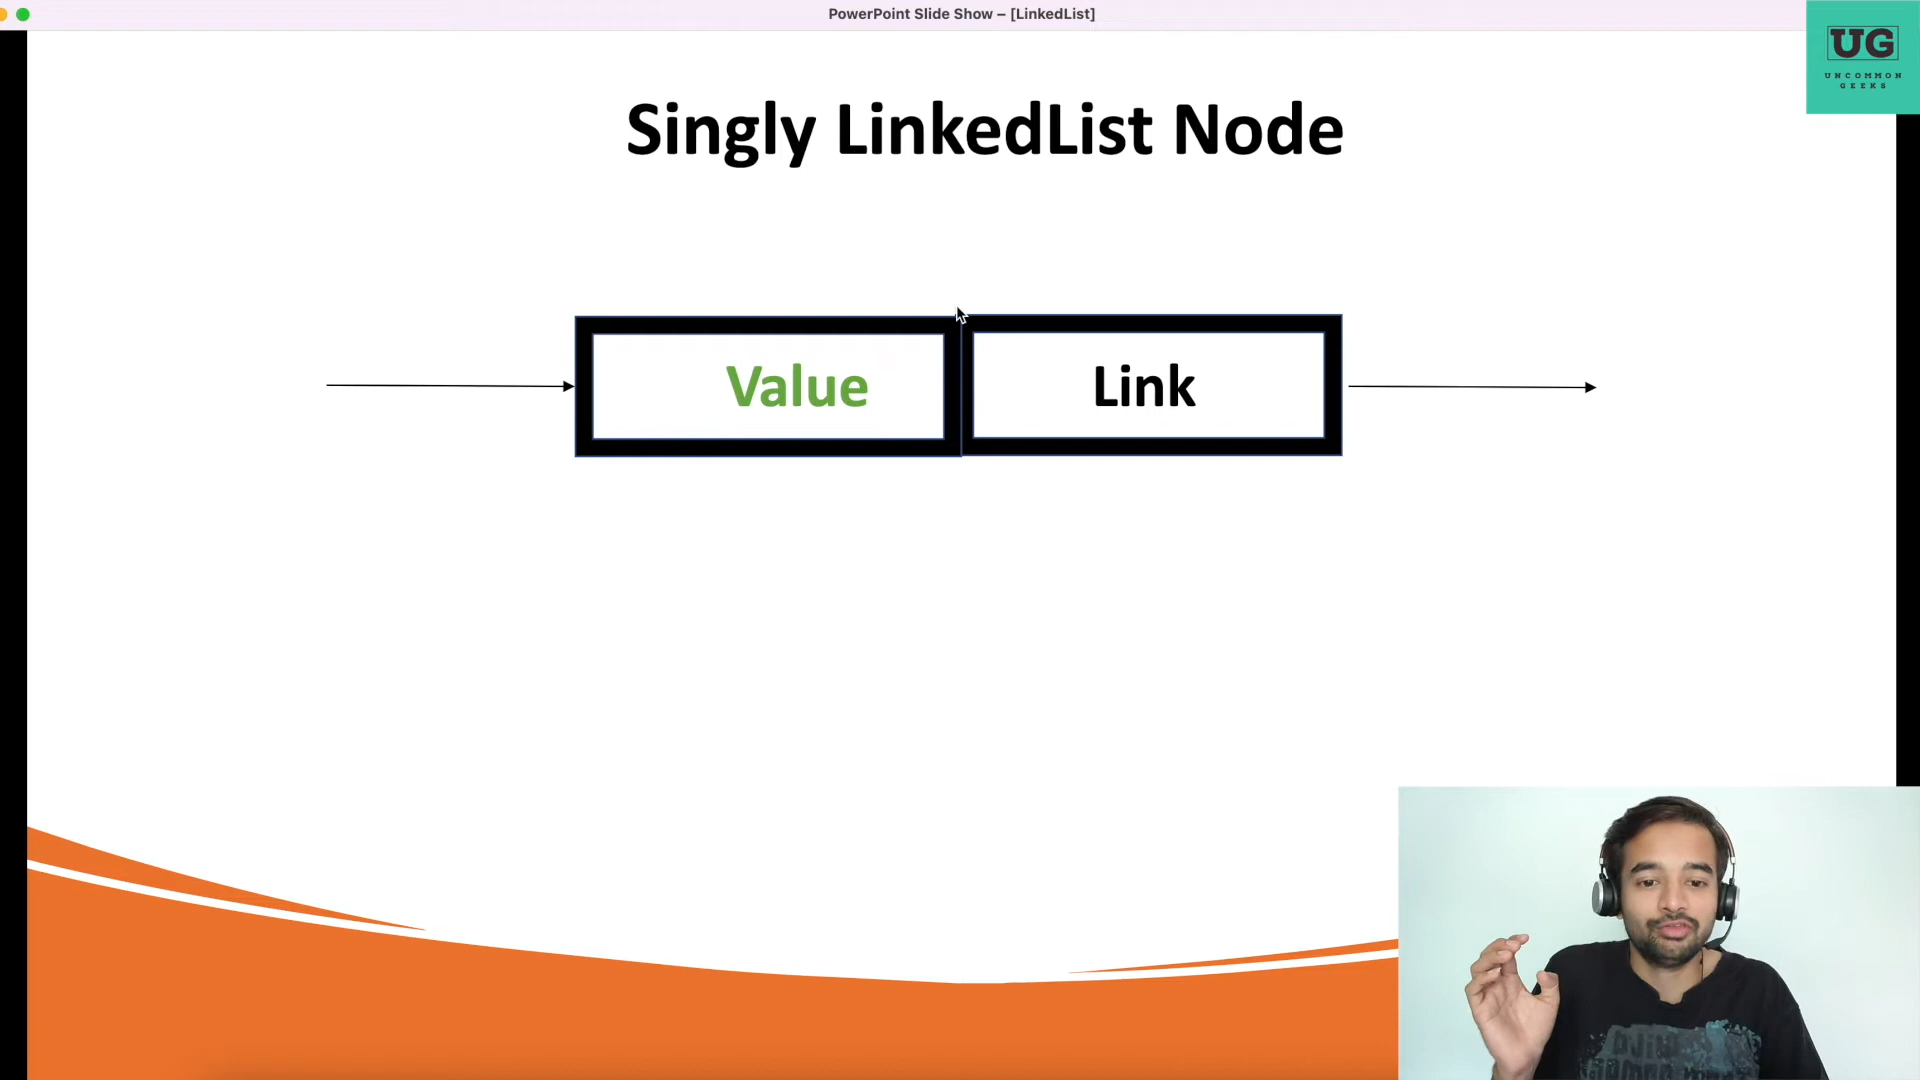 PowerPoint Slide Show – [LinkedList]
UG
UNCOMMON
GEEKS
Singly LinkedList Node
Value
Link